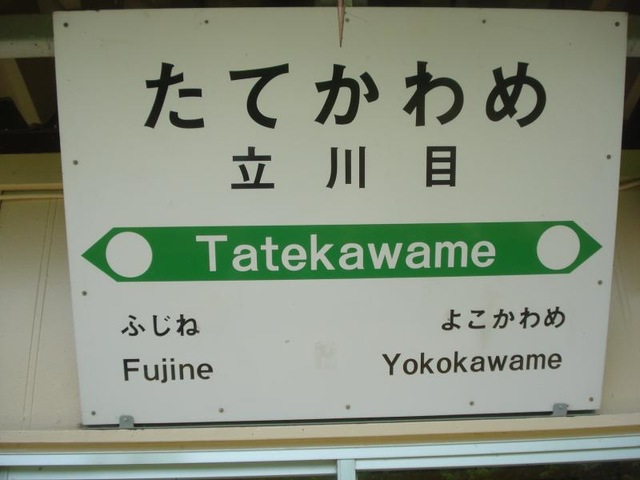 たてかわめ
立川目
Tatekawame
ふじね よこかわめ
Fujine Yokokawame